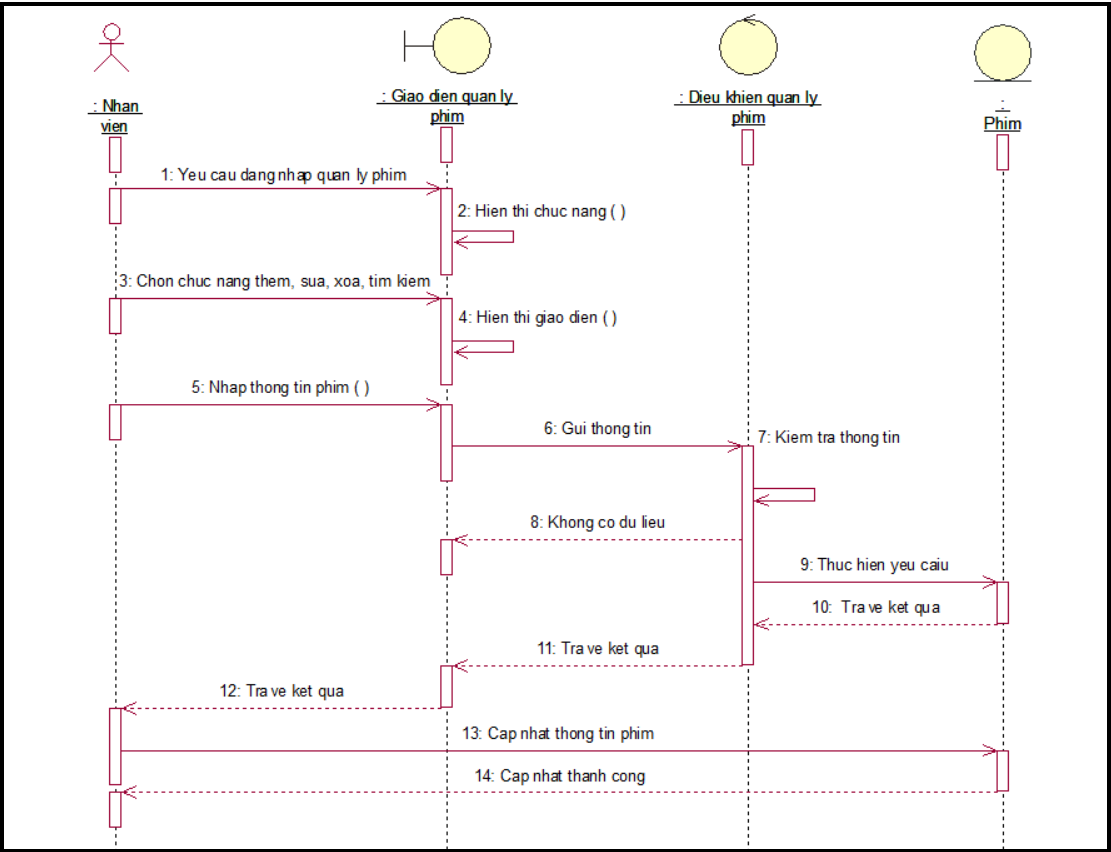 : Nhan
vien
: Giao dien quan ly
phim
: Dieu khien quan ly
phim
:
Phim
1: Yeu cau dang nhap quan ly phim
2: Hien thi chuc nang ( )
3: Chon chuc nang them, sua, xoa, tim kiem
4: Hien thi giao dien ( )
5: Nhap thong tin phim ( )
6: Gui thong tin
7: Kiem tra thong tin
8: Khong co du lieu
9: Thuc hien yeu caiu
10: Tra ve ket qua
11: Tra ve ket qua
12: Tra ve ket qua
13: Cap nhat thong tin phim
14: Cap nhat thanh cong